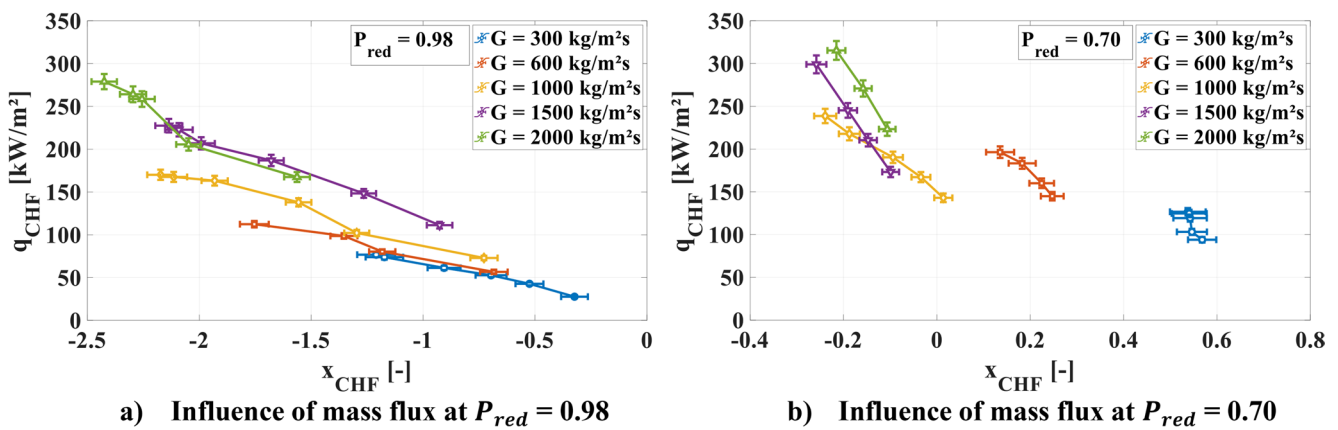 350
300
250
200
150
100
50
0
q_CHF [kW/m²]
P_red = 0.98
G = 300 kg/m²s
G = 600 kg/m²s
G = 1000 kg/m²s
G = 1500 kg/m²s
G = 2000 kg/m²s
-2.5 -2 -1.5 -1 -0.5 0
x_CHF [-]
a) Influence of mass flux at P_red = 0.98
350
300
250
200
150
100
50
0
q_CHF [kW/m²]
P_red = 0.70
G = 300 kg/m²s
G = 600 kg/m²s
G = 1000 kg/m²s
G = 1500 kg/m²s
G = 2000 kg/m²s
-0.4 -0.2 0 0.2 0.4 0.6 0.8
x_CHF [-]
b) Influence of mass flux at P_red = 0.70